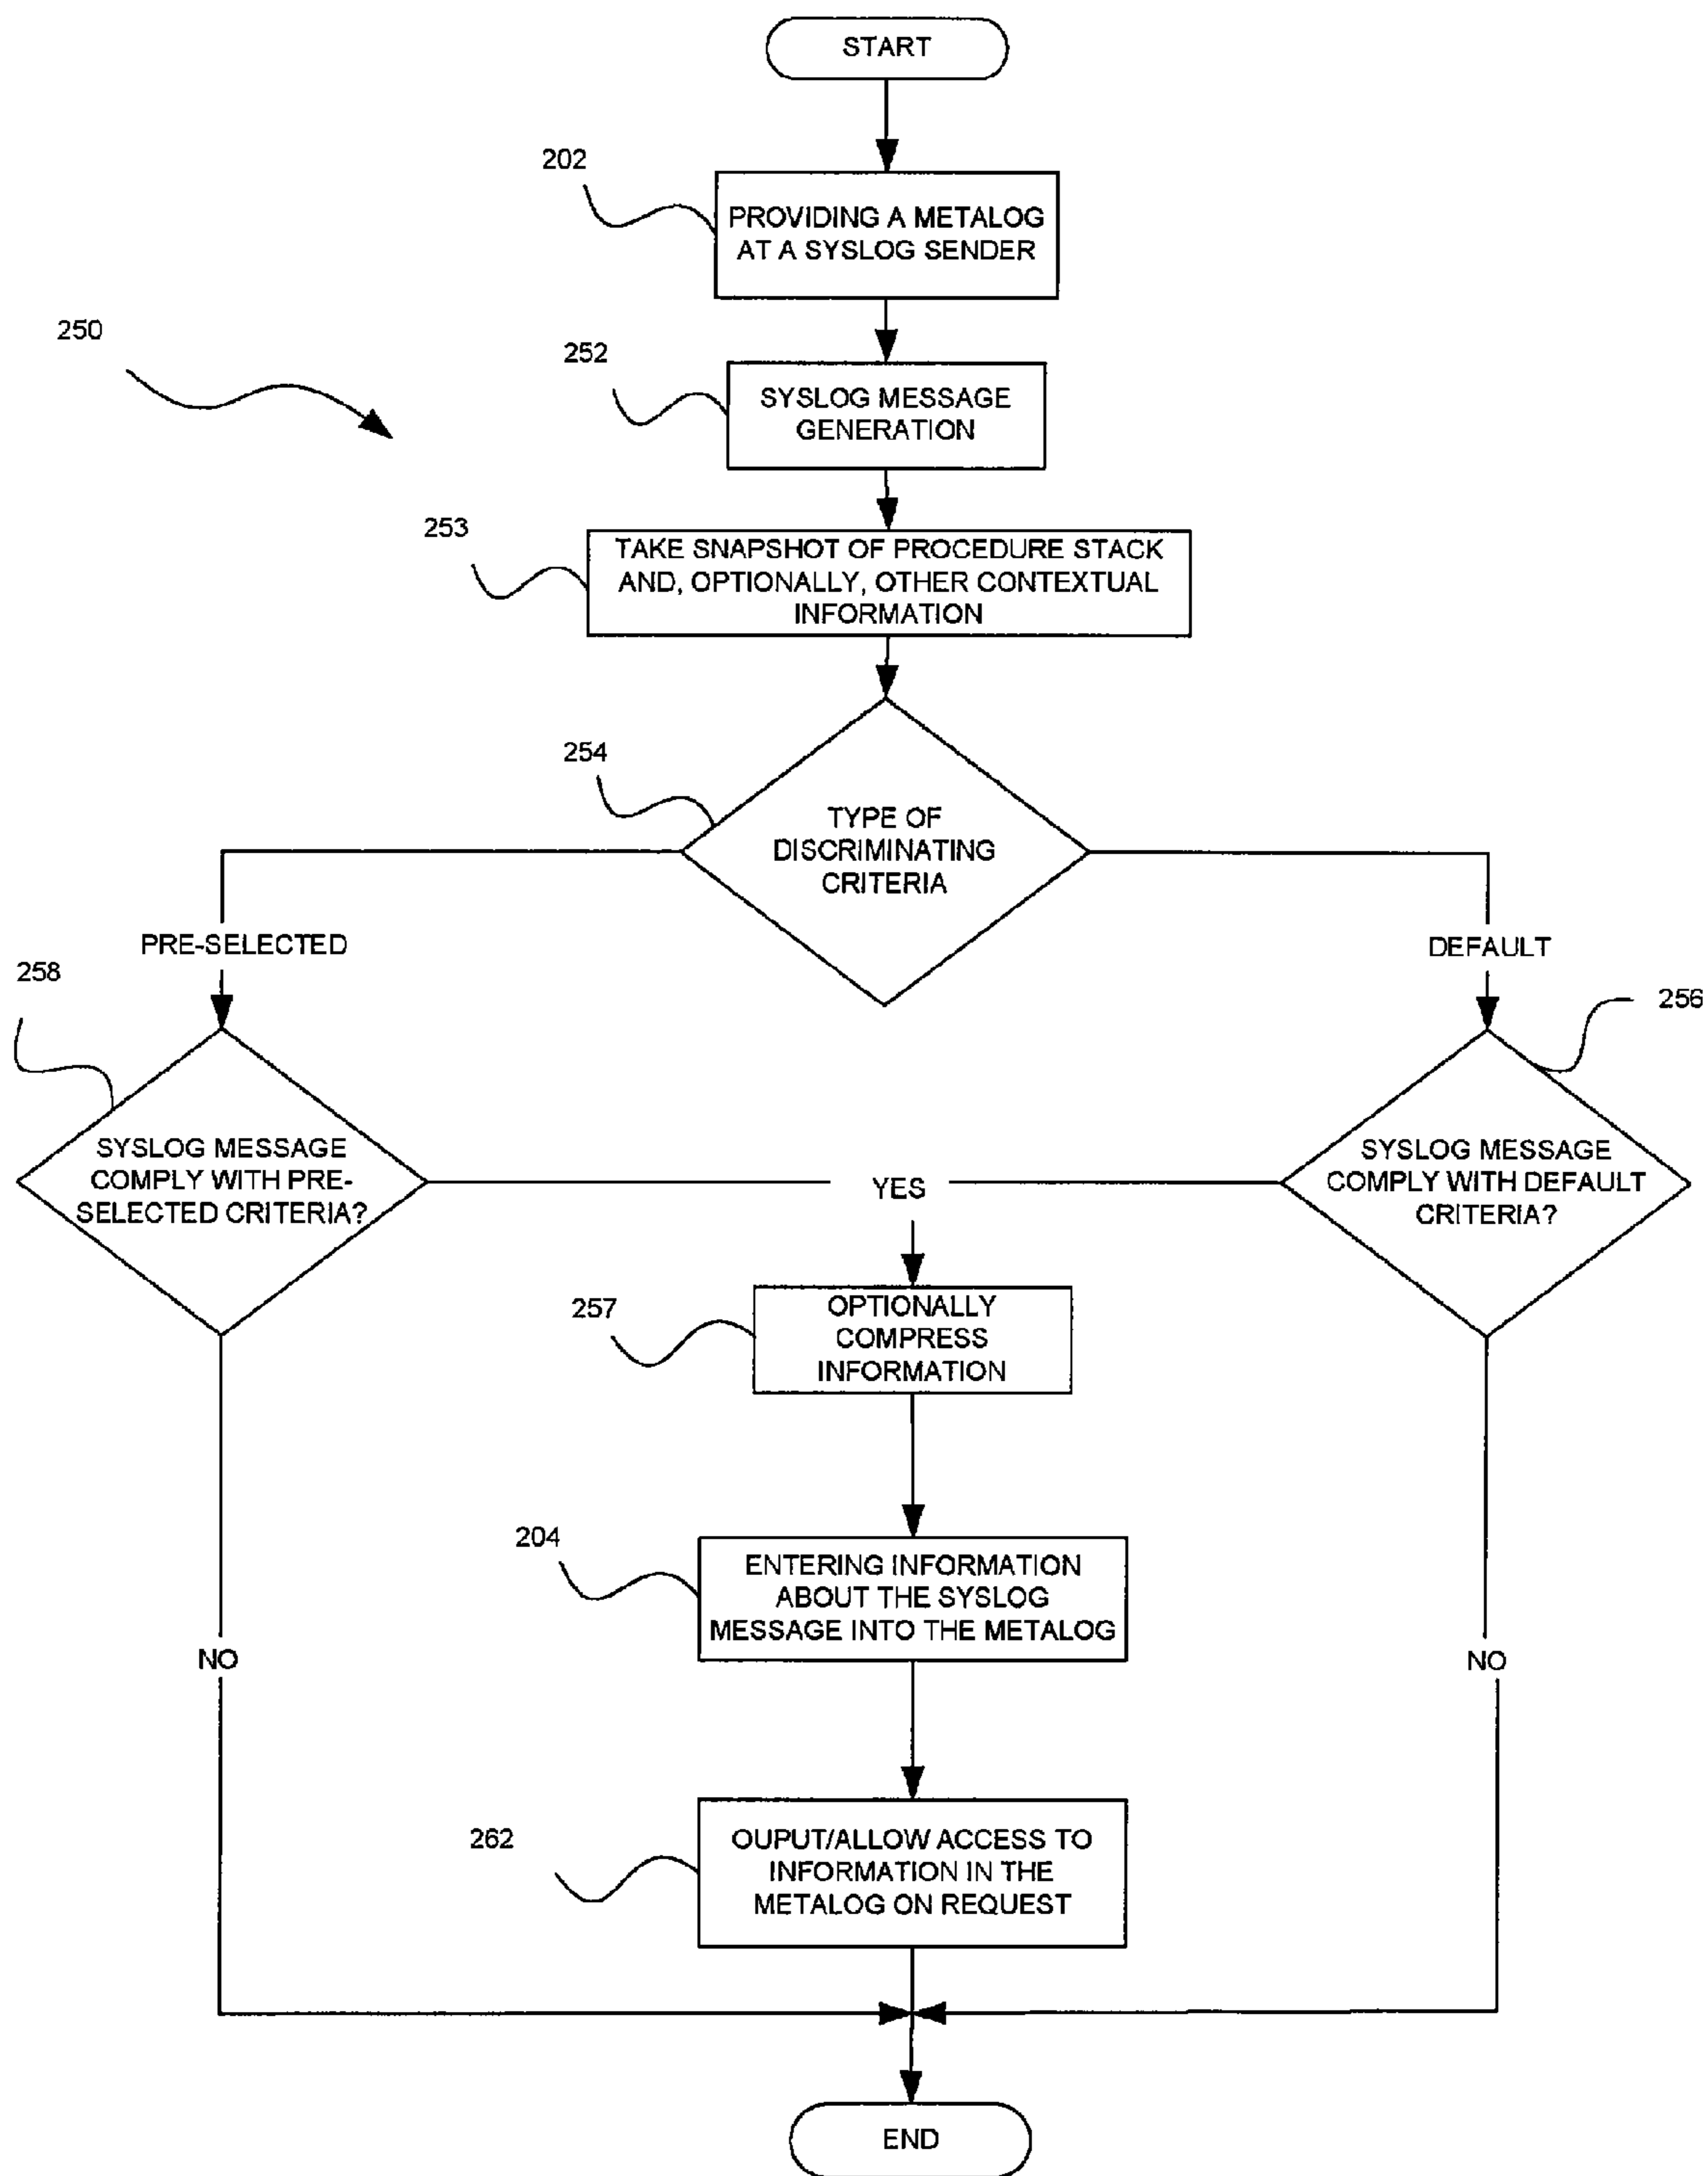 START
202
PROVIDING A METALOG
AT A SYSLOG SENDER
250
252
SYSLOG MESSAGE
GENERATION
253
TAKE SNAPSHOT OF PROCEDURE STACK
AND, OPTIONALLY, OTHER CONTEXTUAL
INFORMATION
254
TYPE OF
DISCRIMINATING
CRITERIA
PRE-SELECTED
DEFAULT
258
256
SYSLOG MESSAGE
COMPLY WITH PRE-
SELECTED CRITERIA?
YES
SYSLOG MESSAGE
COMPLY WITH DEFAULT
CRITERIA?
257
OPTIONALLY
COMPRESS
INFORMATION
204
ENTERING INFORMATION
ABOUT THE SYSLOG
MESSAGE INTO THE METALOG
NO
NO
262
OUPUT/ALLOW ACCESS TO
INFORMATION IN THE
METALOG ON REQUEST
END